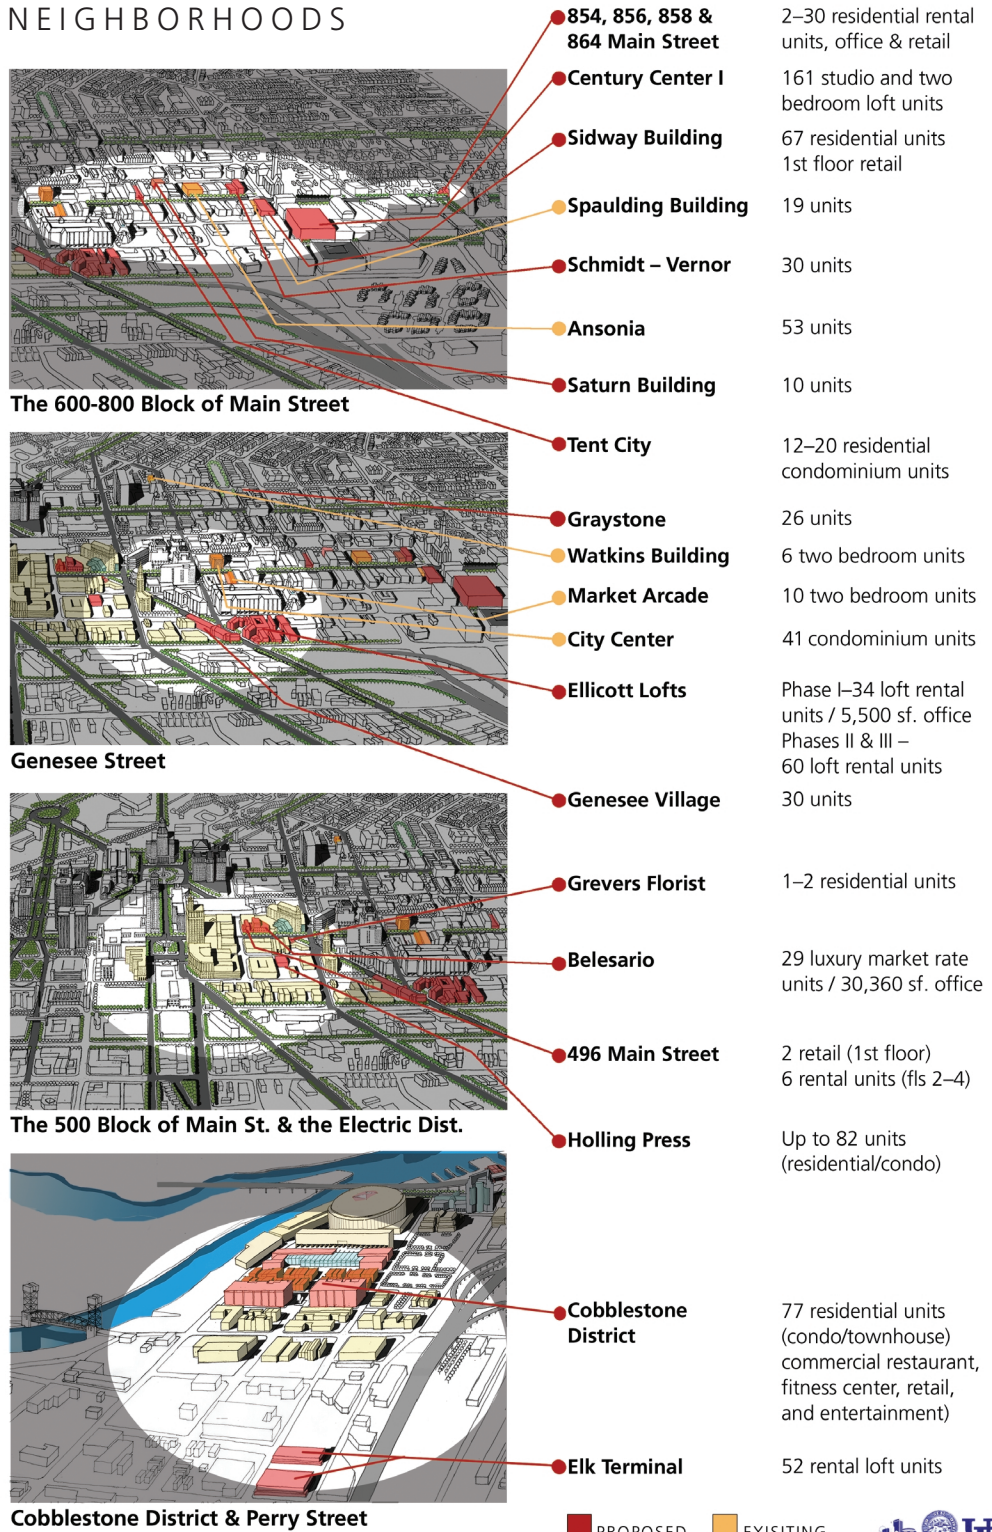 NEIGHBORHOODS
854, 856, 858 &
864 Main Street
2–30 residential rental
units, office & retail
Century Center I
161 studio and two
bedroom loft units
Sidway Building
67 residential units
1st floor retail
Spaulding Building
19 units
Schmidt – Vernor
30 units
Ansonia
53 units
Saturn Building
10 units
The 600-800 Block of Main Street
Tent City
12–20 residential
condominium units
Graystone
26 units
Watkins Building
6 two bedroom units
Market Arcade
10 two bedroom units
City Center
41 condominium units
Ellicott Lofts
Phase I–34 loft rental
units / 5,500 sf. office
Phases II & III –
60 loft rental units
Genesee Street
Genesee Village
30 units
Grevers Florist
1–2 residential units
Belesario
29 luxury market rate
units / 30,360 sf. office
496 Main Street
2 retail (1st floor)
6 rental units (fls 2–4)
The 500 Block of Main St. & the Electric Dist.
Holling Press
Up to 82 units
(residential/condo)
Cobblestone
District
77 residential units
(condo/townhouse)
commercial restaurant,
fitness center, retail,
and entertainment)
Elk Terminal
52 rental loft units
Cobblestone District & Perry Street
PROPOSED
EXISITING